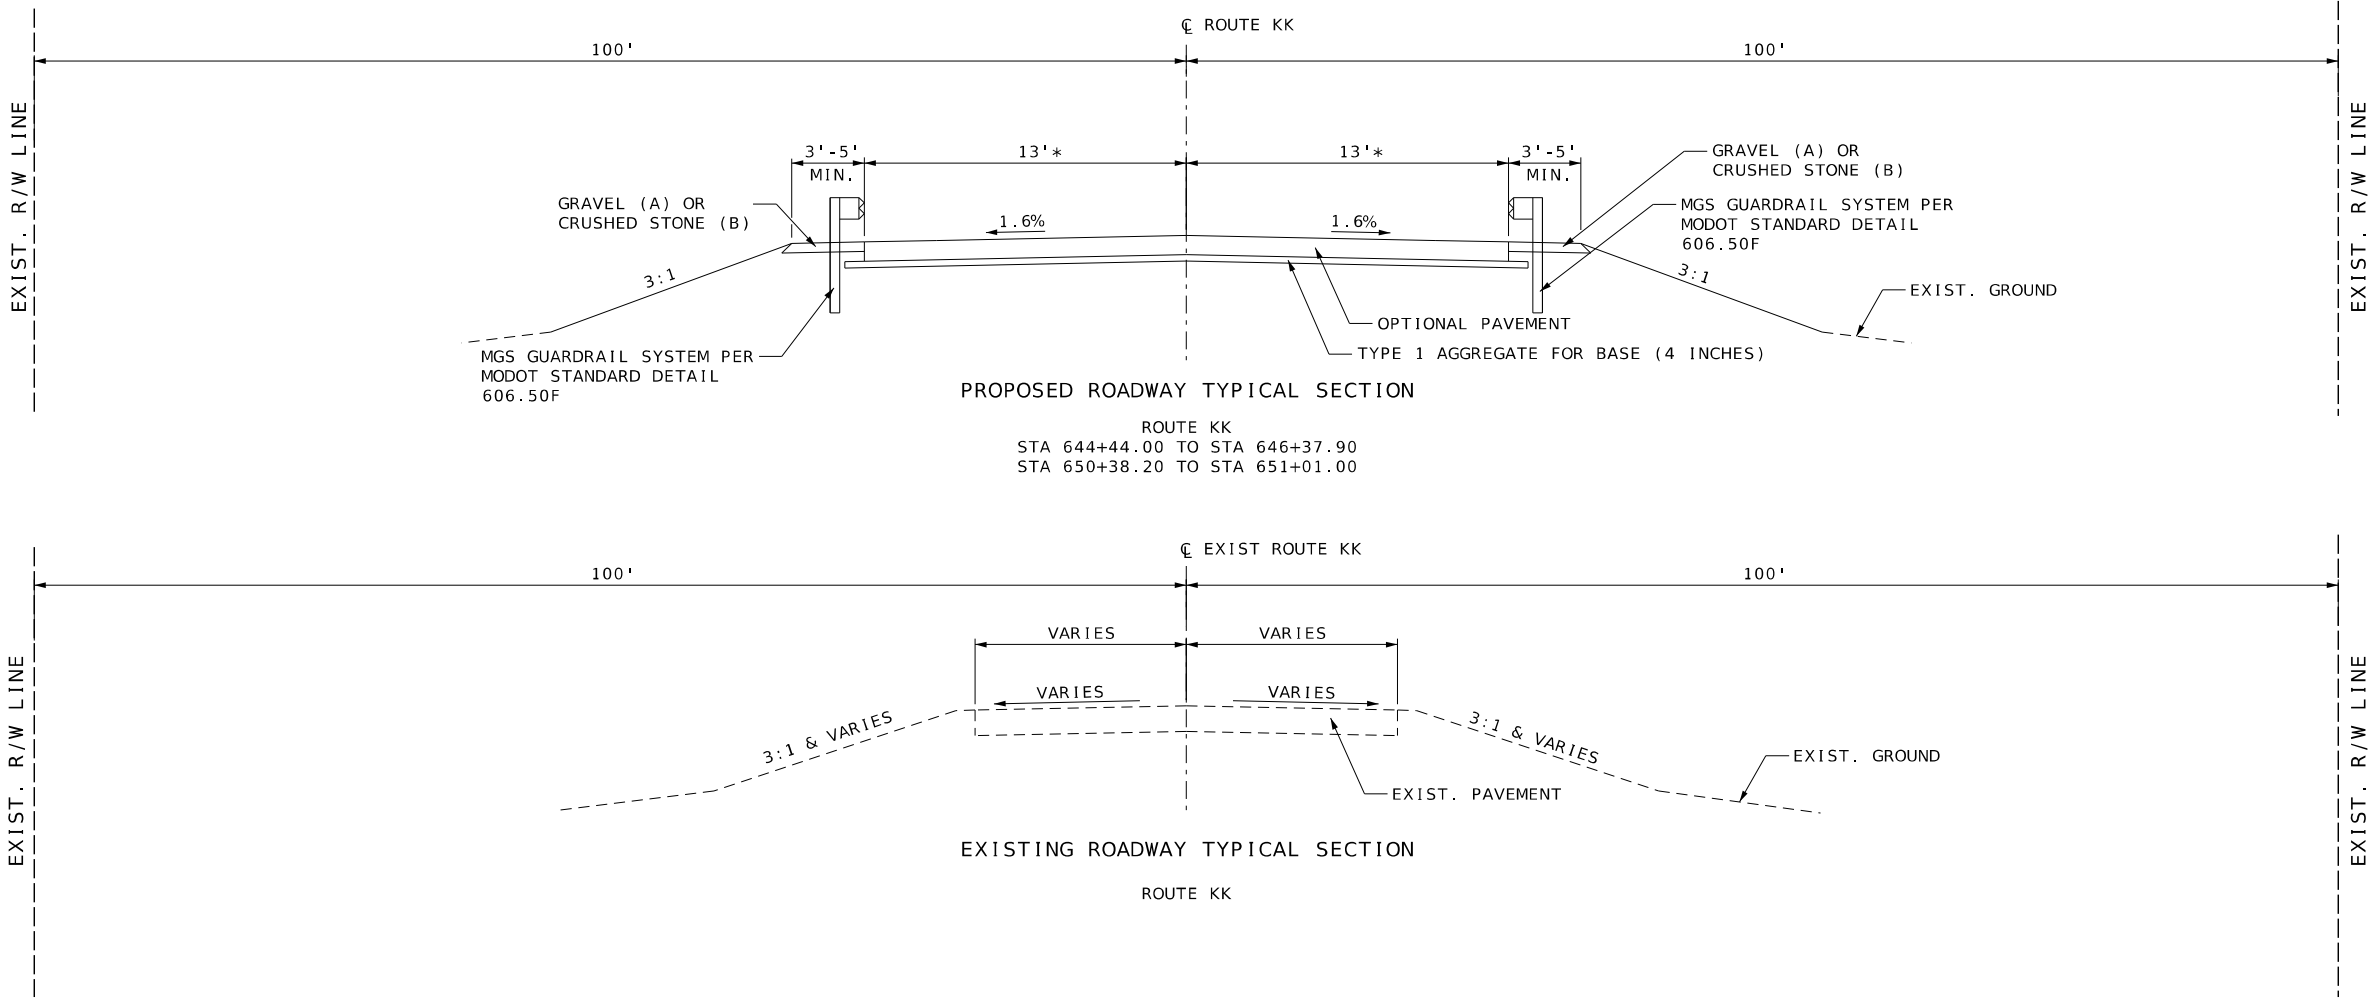 ℄ ROUTE KK
100'
100'
EXIST. R/W LINE
EXIST. R/W LINE
3'-5'
MIN.
13'*
13'*
3'-5'
MIN.
GRAVEL (A) OR
CRUSHED STONE (B)
GRAVEL (A) OR
CRUSHED STONE (B)
MGS GUARDRAIL SYSTEM PER
MODOT STANDARD DETAIL
606.50F
1.6%
1.6%
3:1
3:1
EXIST. GROUND
OPTIONAL PAVEMENT
TYPE 1 AGGREGATE FOR BASE (4 INCHES)
MGS GUARDRAIL SYSTEM PER
MODOT STANDARD DETAIL
606.50F
PROPOSED ROADWAY TYPICAL SECTION
ROUTE KK
STA 644+44.00 TO STA 646+37.90
STA 650+38.20 TO STA 651+01.00
℄ EXIST ROUTE KK
100'
100'
EXIST. R/W LINE
EXIST. R/W LINE
VARIES
VARIES
VARIES
VARIES
3:1 & VARIES
3:1 & VARIES
EXIST. GROUND
EXIST. PAVEMENT
EXISTING ROADWAY TYPICAL SECTION
ROUTE KK